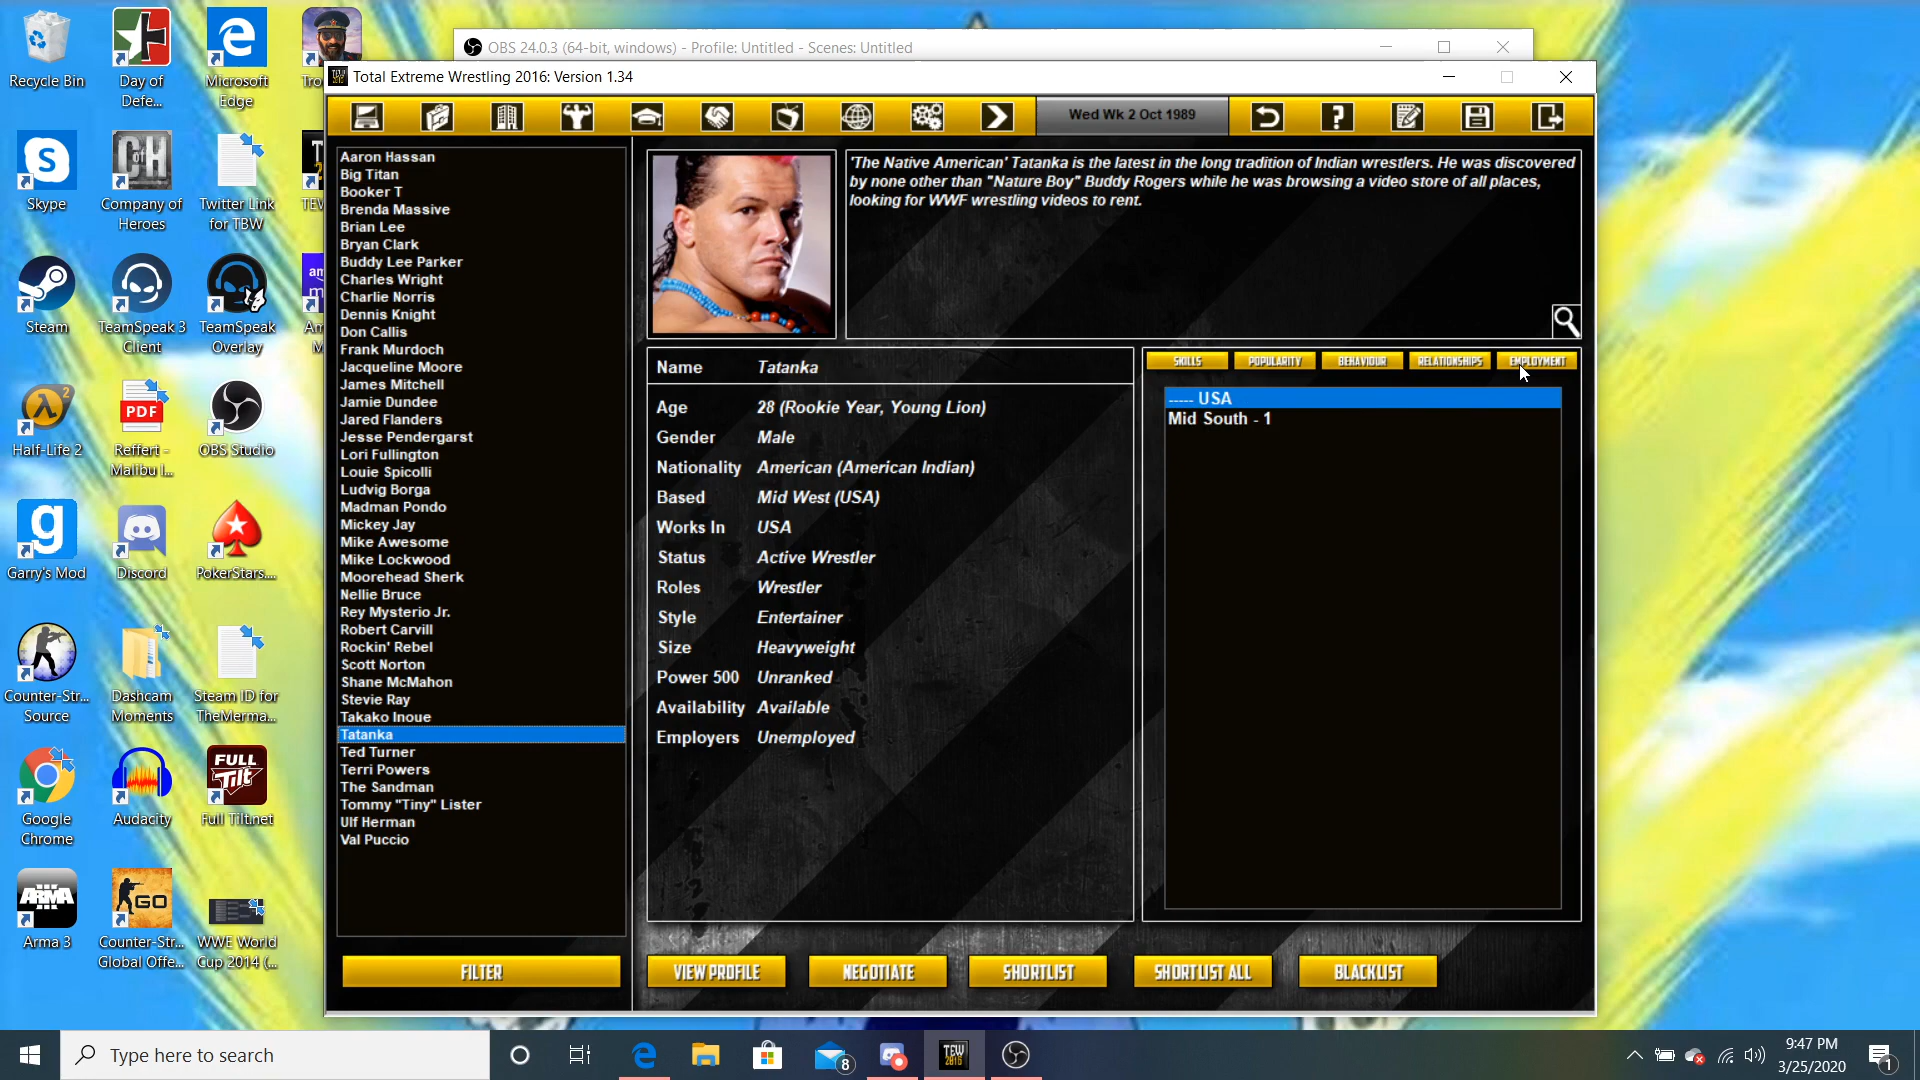 Recycle Bin
Day of
Defe...
Microsoft
Edge
Tro
Skype
Company of
Heroes
Twitter Link
for TBW
TEW
Steam
TeamSpeak 3
Client
TeamSpeak
Overlay
Half-Life 2
PDF
Reffert -
Malibu I...
OBS Studio
Garry's Mod
Discord
PokerStars....
Counter-Str...
Source
Dashcam
Moments
Steam ID for
TheMerma...
Google
Chrome
Audacity
FULL
TILT
Full Tilt.net
Arma 3
Counter-Str...
Global Offe...
WWE World
Cup 2014 (...
OBS 24.0.3 (64-bit, windows) - Profile: Untitled - Scenes: Untitled
Total Extreme Wrestling 2016: Version 1.34
Wed Wk 2 Oct 1989
Aaron Hassan
Big Titan
Booker T
Brenda Massive
Brian Lee
Bryan Clark
Buddy Lee Parker
Charles Wright
Charlie Norris
Dennis Knight
Don Callis
Frank Murdoch
Jacqueline Moore
James Mitchell
Jamie Dundee
Jared Flanders
Jesse Pendergarst
Lori Fullington
Louie Spicolli
Ludvig Borga
Madman Pondo
Mickey Jay
Mike Awesome
Mike Lockwood
Moorehead Sherk
Nellie Bruce
Rey Mysterio Jr.
Robert Carvill
Rockin' Rebel
Scott Norton
Shane McMahon
Stevie Ray
Takako Inoue
Tatanka
Ted Turner
Terri Powers
The Sandman
Tommy "Tiny" Lister
Ulf Herman
Val Puccio
FILTER
'The Native American' Tatanka is the latest in the long tradition of Indian wrestlers. He was discovered
by none other than "Nature Boy" Buddy Rogers while he was browsing a video store of all places,
looking for WWF wrestling videos to rent.
Name Tatanka
Age 28 (Rookie Year, Young Lion)
Gender Male
Nationality American (American Indian)
Based Mid West (USA)
Works In USA
Status Active Wrestler
Roles Wrestler
Style Entertainer
Size Heavyweight
Power 500 Unranked
Availability Available
Employers Unemployed
SKILLS POPULARITY BEHAVIOUR RELATIONSHIPS EMPLOYMENT
----- USA
Mid South - 1
VIEW PROFILE NEGOTIATE SHORTLIST SHORTLIST ALL BLACKLIST
Type here to search
8
TEW
2016
9:47 PM
3/25/2020
1